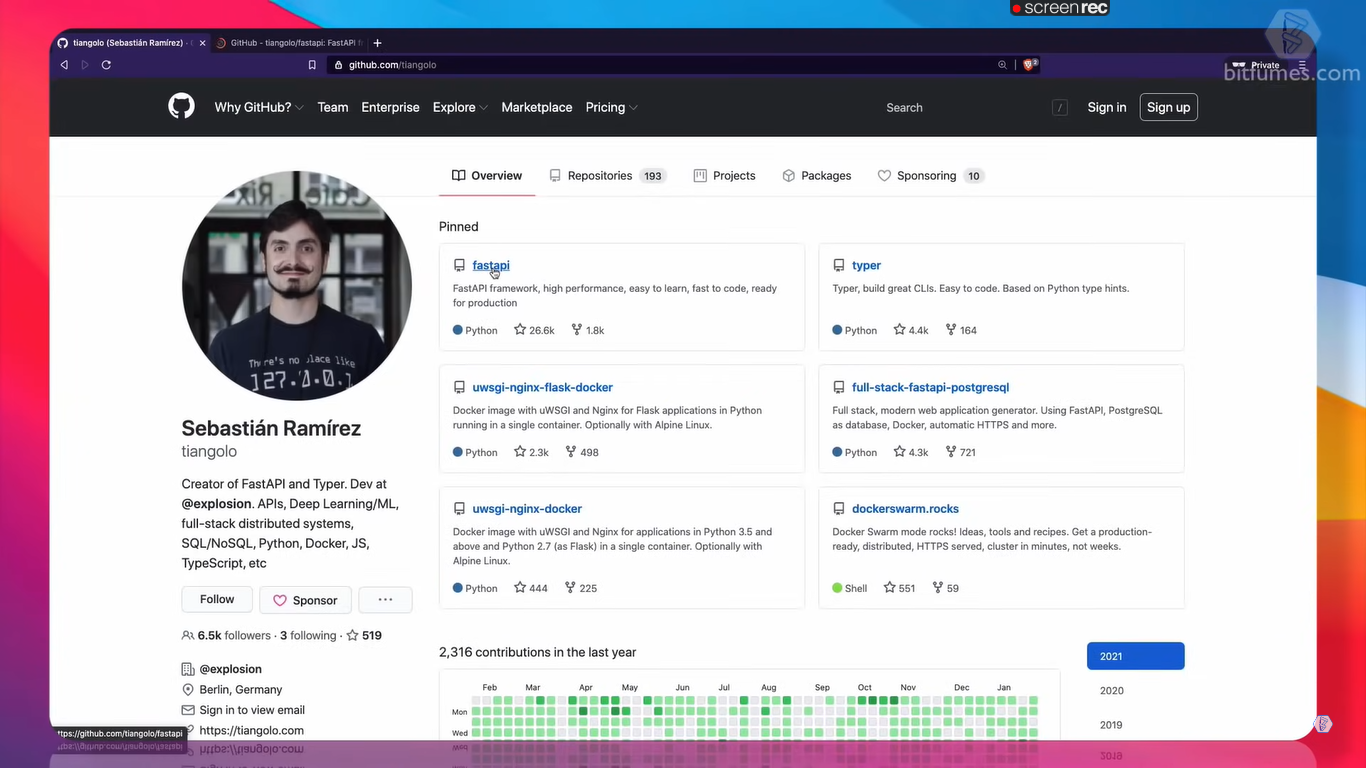 screenrec
tiangolo (Sebastián Ramírez) ·
GitHub - tiangolo/fastapi: FastAPI f
github.com/tiangolo
Private
bitfumes.com
Why GitHub?
Team
Enterprise
Explore
Marketplace
Pricing
Search
/
Sign in
Sign up
Overview
Repositories 193
Projects
Packages
Sponsoring 10
Pinned
fastapi
FastAPI framework, high performance, easy to learn, fast to code, ready
for production
Python 26.6k 1.8k
typer
Typer, build great CLIs. Easy to code. Based on Python type hints.
Python 4.4k 164
uwsgi-nginx-flask-docker
Docker image with uWSGI and Nginx for Flask applications in Python
running in a single container. Optionally with Alpine Linux.
Python 2.3k 498
full-stack-fastapi-postgresql
Full stack, modern web application generator. Using FastAPI, PostgreSQL
as database, Docker, automatic HTTPS and more.
Python 4.3k 721
uwsgi-nginx-docker
Docker image with uWSGI and Nginx for applications in Python 3.5 and
above and Python 2.7 (as Flask) in a single container. Optionally with
Alpine Linux.
Python 444 225
dockerswarm.rocks
Docker Swarm mode rocks! Ideas, tools and recipes. Get a production-
ready, distributed, HTTPS served, cluster in minutes, not weeks.
Shell 551 59
There's no place like
127.0.0.1
Sebastián Ramírez
tiangolo
Creator of FastAPI and Typer. Dev at
@explosion. APIs, Deep Learning/ML,
full-stack distributed systems,
SQL/NoSQL, Python, Docker, JS,
TypeScript, etc
Follow
Sponsor
···
6.5k followers · 3 following · 519
@explosion
Berlin, Germany
Sign in to view email
https://tiangolo.com
2,316 contributions in the last year
Feb Mar Apr May Jun Jul Aug Sep Oct Nov Dec Jan
Mon
Wed
2021
2020
2019
https://github.com/tiangolo/fastapi